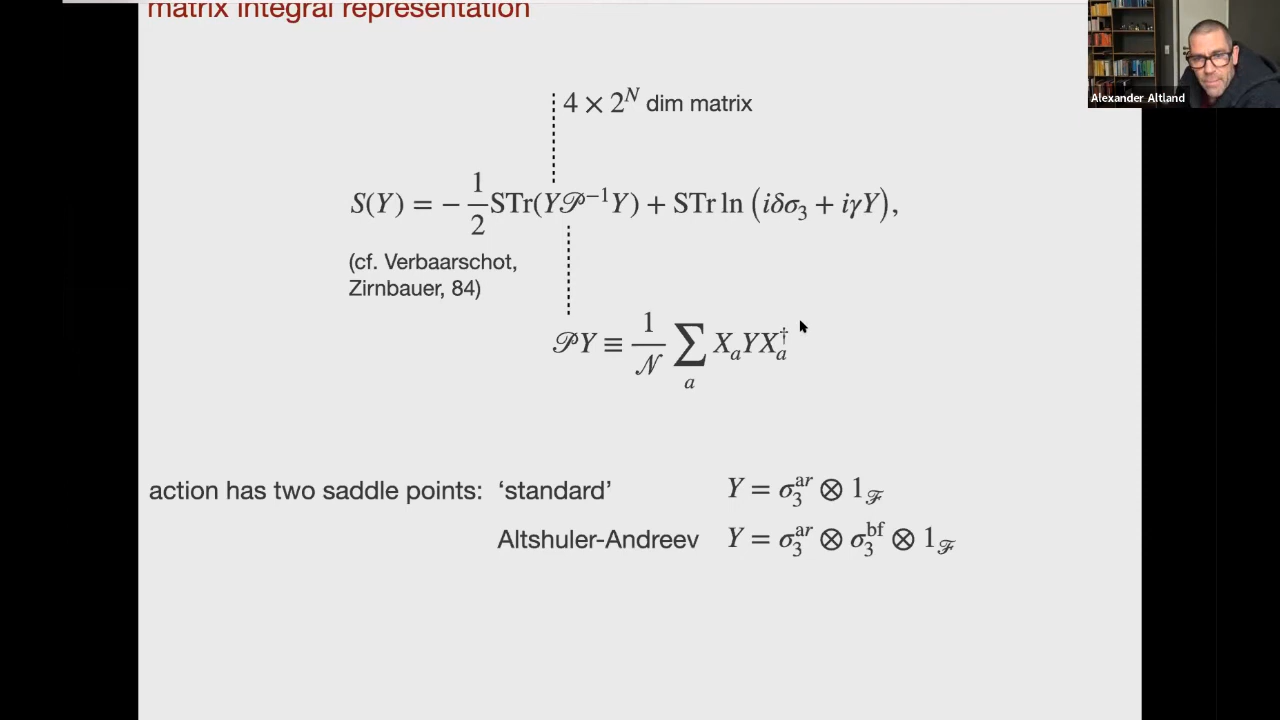 matrix integral representation
Alexander Altland
4 × 2^N dim matrix
S(Y) = − 1/2 STr(Y𝒫^{−1}Y) + STr ln (iδσ_3 + iγY),
(cf. Verbaarschot,
Zirnbauer, 84)
𝒫Y ≡ 1/𝒩 ∑_a X_a Y X_a^†
action has two saddle points: ‘standard’ Y = σ_3^{ar} ⊗ 1_ℱ
Altshuler-Andreev Y = σ_3^{ar} ⊗ σ_3^{bf} ⊗ 1_ℱ